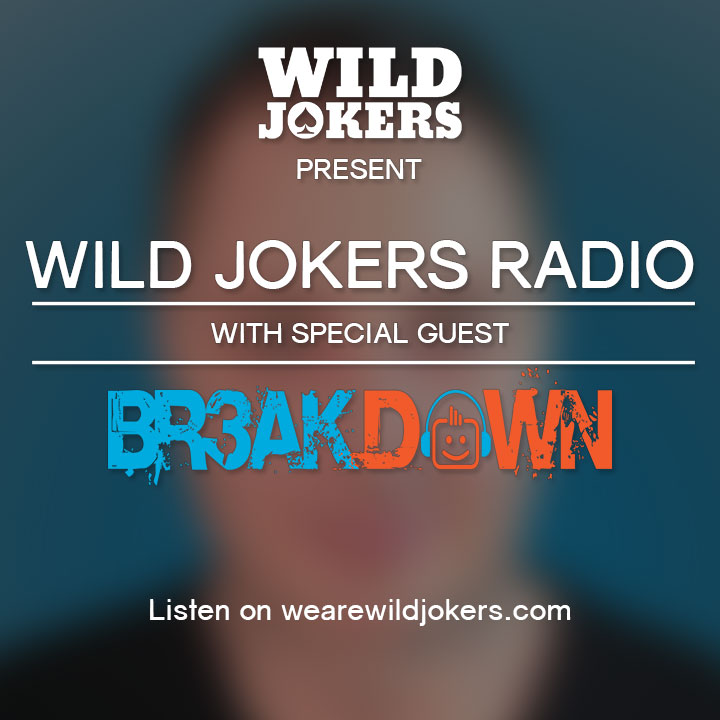 WILD
JOKERS
PRESENT
WILD JOKERS RADIO
WITH SPECIAL GUEST
BR3AKDOWN
Listen on wearewildjokers.com